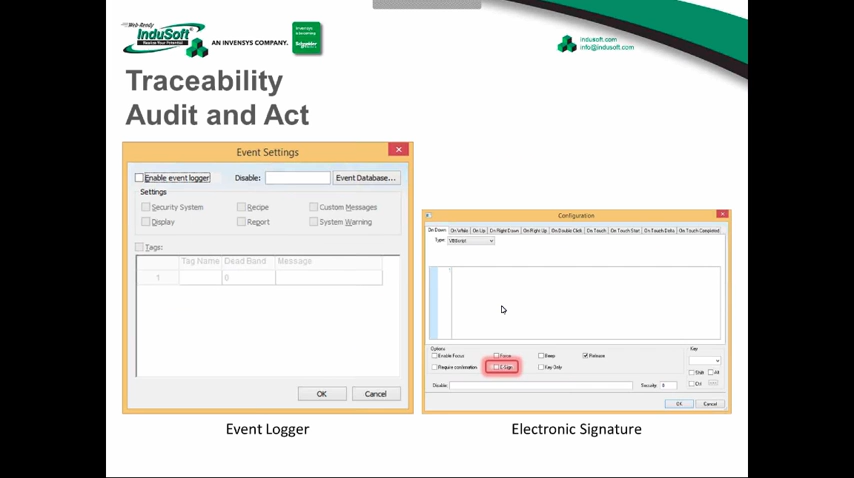 Web-Ready
InduSoft
AN INVENSYS COMPANY.
Schneider
indusoft.com
info@indusoft.com
Traceability
Audit and Act
Event Settings
Enable event logger
Disable:
Event Database...
Settings
Security System
Recipe
Custom Messages
Display
Report
System Warning
Tags:
Tag Name
Dead Band
Message
1
0
OK
Cancel
Event Logger
Configuration
On Down
On While
On Up
On Right Down
On Right Up
On Double Click
On Touch
On Touch Start
On Touch Delta
On Touch Completed
Type:
VBScript
1
Options
Enable Focus
Force
Beep
Release
Key
Require confirmation
E-Sign
Key Only
Shift
Alt
Ctrl
Disable:
Security:
0
OK
Cancel
Electronic Signature